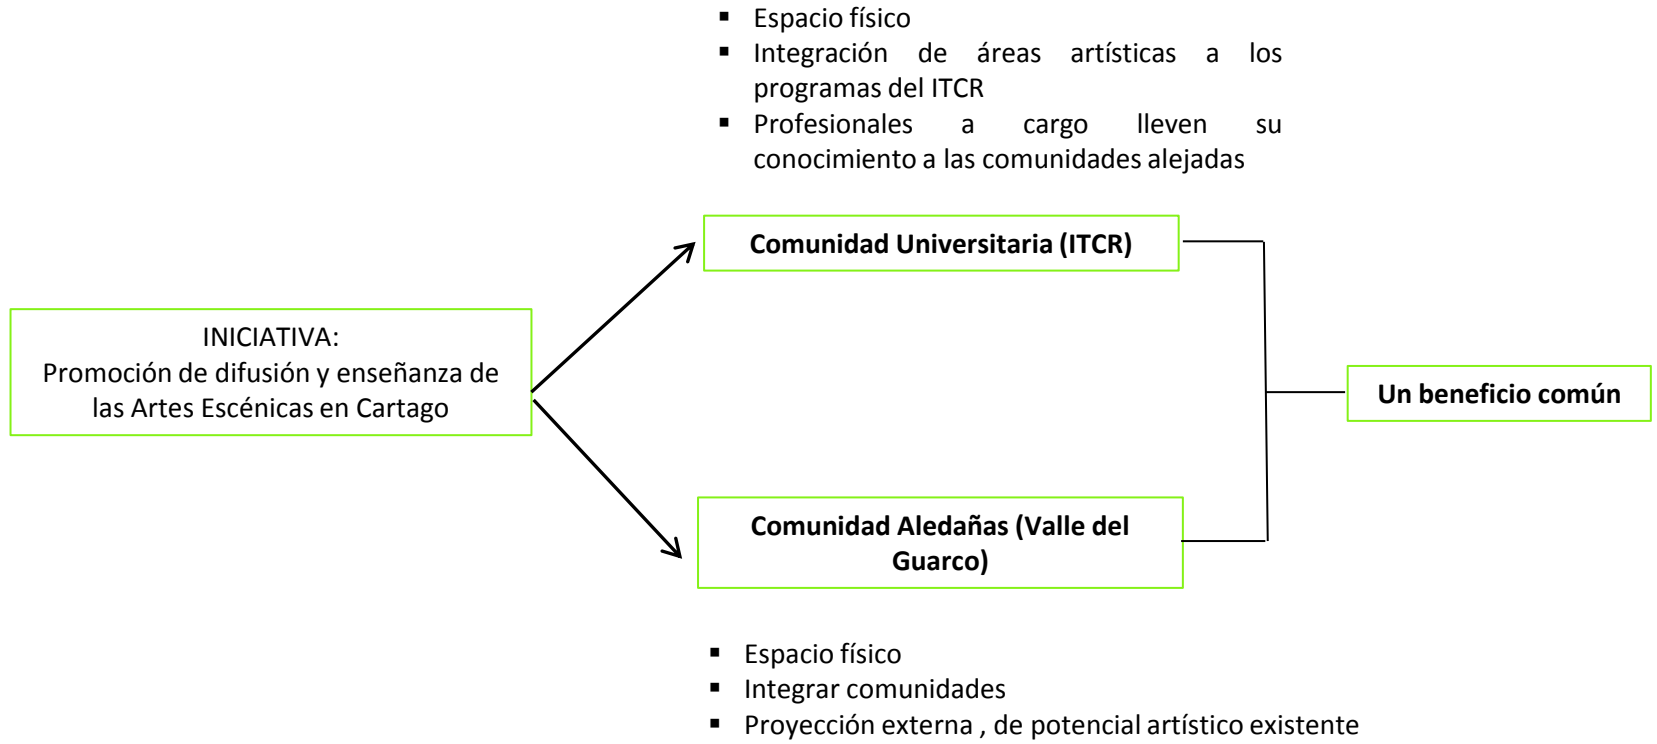 ▪ Espacio físico
▪ Integración de áreas artísticas a los
programas del ITCR
▪ Profesionales a cargo lleven su
conocimiento a las comunidades alejadas
Comunidad Universitaria (ITCR)
INICIATIVA:
Promoción de difusión y enseñanza de
las Artes Escénicas en Cartago
Un beneficio común
Comunidad Aledañas (Valle del
Guarco)
▪ Espacio físico
▪ Integrar comunidades
▪ Proyección externa , de potencial artístico existente